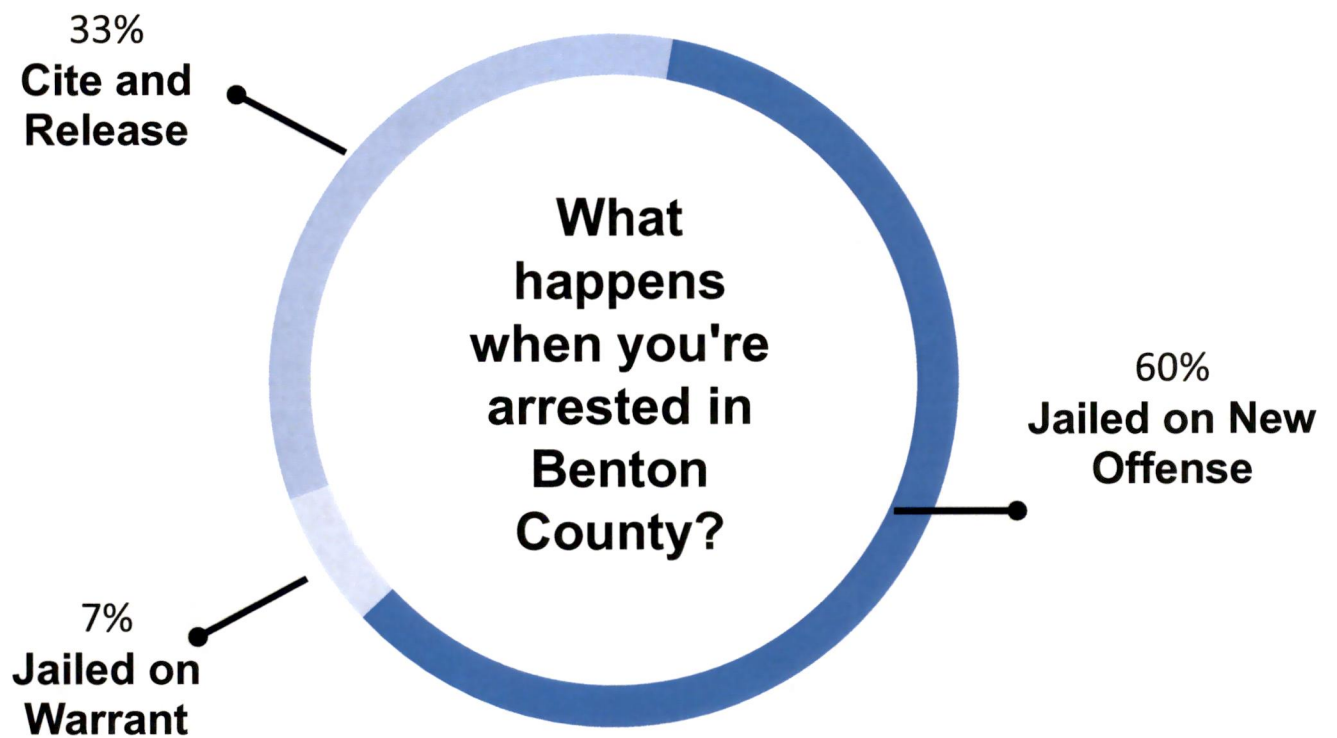 33%
Cite and
Release
What
happens
when you're
arrested in
Benton
County?
60%
Jailed on New
Offense
7%
Jailed on
Warrant